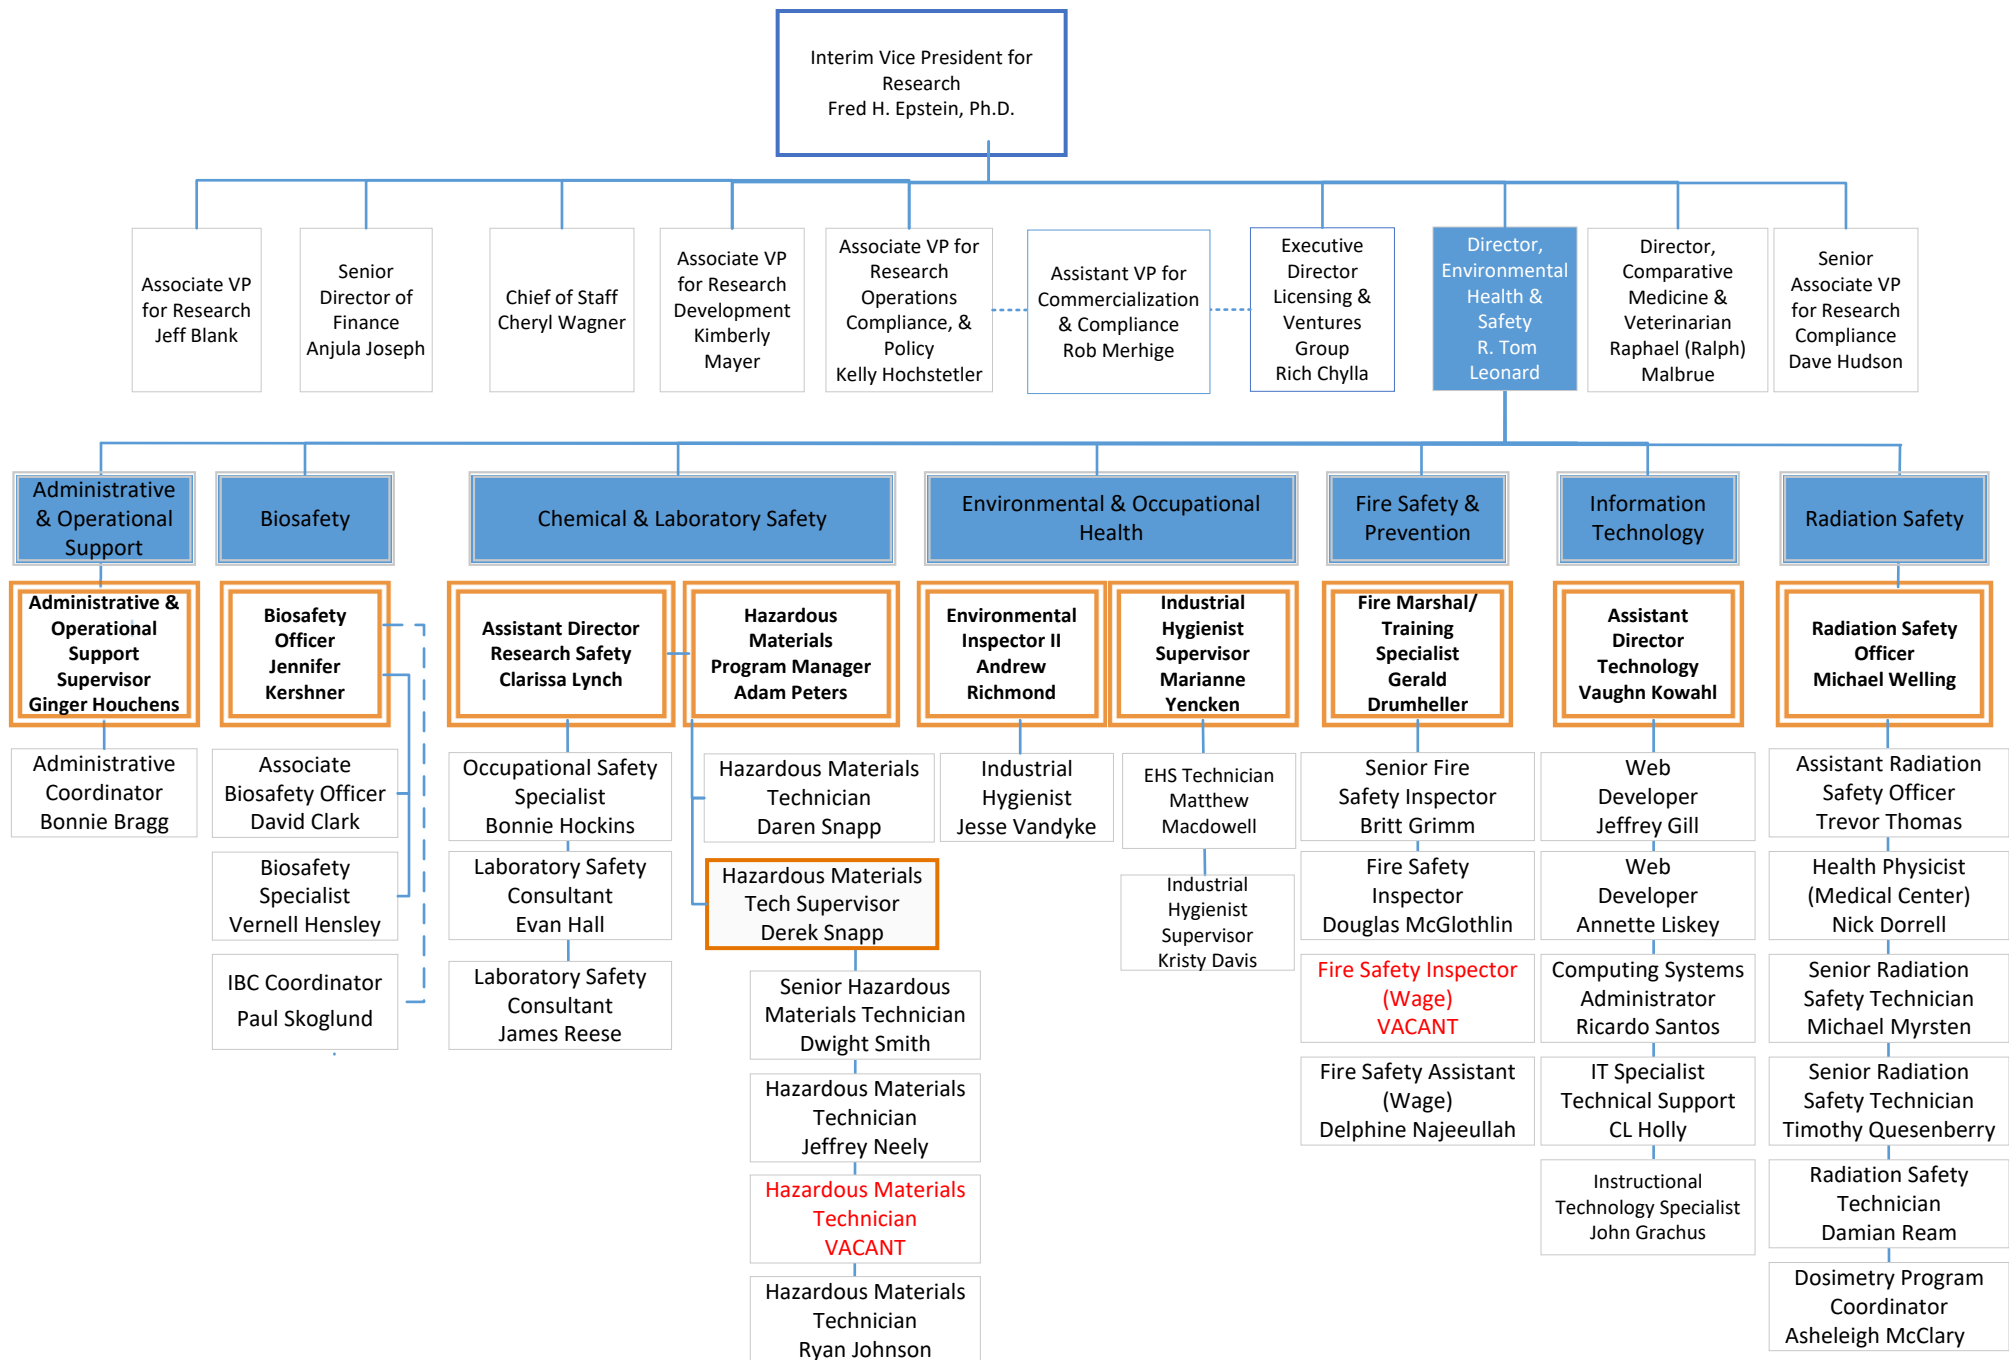 Interim Vice President for
Research
Fred H. Epstein, Ph.D.
Associate VP
for Research
Jeff Blank
Senior
Director of
Finance
Anjula Joseph
Chief of Staff
Cheryl Wagner
Associate VP
for Research
Development
Kimberly
Mayer
Associate VP for
Research
Operations
Compliance, &
Policy
Kelly Hochstetler
Assistant VP for
Commercialization
& Compliance
Rob Merhige
Executive
Director
Licensing &
Ventures
Group
Rich Chylla
Director,
Environmental
Health &
Safety
R. Tom
Leonard
Director,
Comparative
Medicine &
Veterinarian
Raphael (Ralph)
Malbrue
Senior
Associate VP
for Research
Compliance
Dave Hudson
Administrative
& Operational
Support
Biosafety
Chemical & Laboratory Safety
Environmental & Occupational
Health
Fire Safety &
Prevention
Information
Technology
Radiation Safety
Administrative &
Operational
Support
Supervisor
Ginger Houchens
Biosafety
Officer
Jennifer
Kershner
Assistant Director
Research Safety
Clarissa Lynch
Hazardous
Materials
Program Manager
Adam Peters
Environmental
Inspector II
Andrew
Richmond
Industrial
Hygienist
Supervisor
Marianne
Yencken
Fire Marshal/
Training
Specialist
Gerald
Drumheller
Assistant
Director
Technology
Vaughn Kowahl
Radiation Safety
Officer
Michael Welling
Administrative
Coordinator
Bonnie Bragg
Associate
Biosafety Officer
David Clark
Biosafety
Specialist
Vernell Hensley
IBC Coordinator
Paul Skoglund
Occupational Safety
Specialist
Bonnie Hockins
Laboratory Safety
Consultant
Evan Hall
Laboratory Safety
Consultant
James Reese
Hazardous Materials
Technician
Daren Snapp
Hazardous Materials
Tech Supervisor
Derek Snapp
Senior Hazardous
Materials Technician
Dwight Smith
Hazardous Materials
Technician
Jeffrey Neely
Hazardous Materials
Technician
VACANT
Hazardous Materials
Technician
Ryan Johnson
Industrial
Hygienist
Jesse Vandyke
EHS Technician
Matthew
Macdowell
Industrial
Hygienist
Supervisor
Kristy Davis
Senior Fire
Safety Inspector
Britt Grimm
Fire Safety
Inspector
Douglas McGlothlin
Fire Safety Inspector
(Wage)
VACANT
Fire Safety Assistant
(Wage)
Delphine Najeeullah
Web
Developer
Jeffrey Gill
Web
Developer
Annette Liskey
Computing Systems
Administrator
Ricardo Santos
IT Specialist
Technical Support
CL Holly
Instructional
Technology Specialist
John Grachus
Assistant Radiation
Safety Officer
Trevor Thomas
Health Physicist
(Medical Center)
Nick Dorrell
Senior Radiation
Safety Technician
Michael Myrsten
Senior Radiation
Safety Technician
Timothy Quesenberry
Radiation Safety
Technician
Damian Ream
Dosimetry Program
Coordinator
Asheleigh McClary